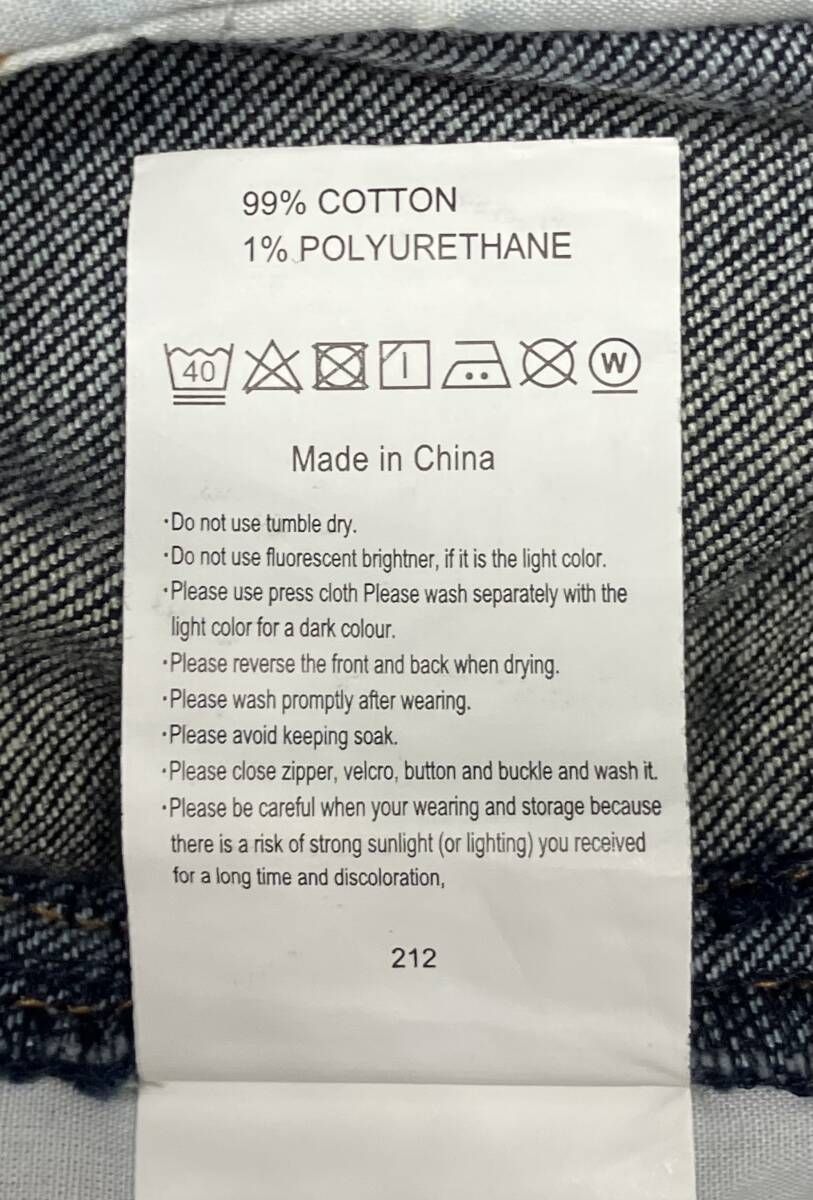 99% COTTON
1% POLYURETHANE
40
W
Made in China
·Do not use tumble dry.
·Do not use fluorescent brightner, if it is the light color.
·Please use press cloth Please wash separately with the
light color for a dark colour.
·Please reverse the front and back when drying.
·Please wash promptly after wearing.
·Please avoid keeping soak.
·Please close zipper, velcro, button and buckle and wash it.
·Please be careful when your wearing and storage because
there is a risk of strong sunlight (or lighting) you received
for a long time and discoloration,
212